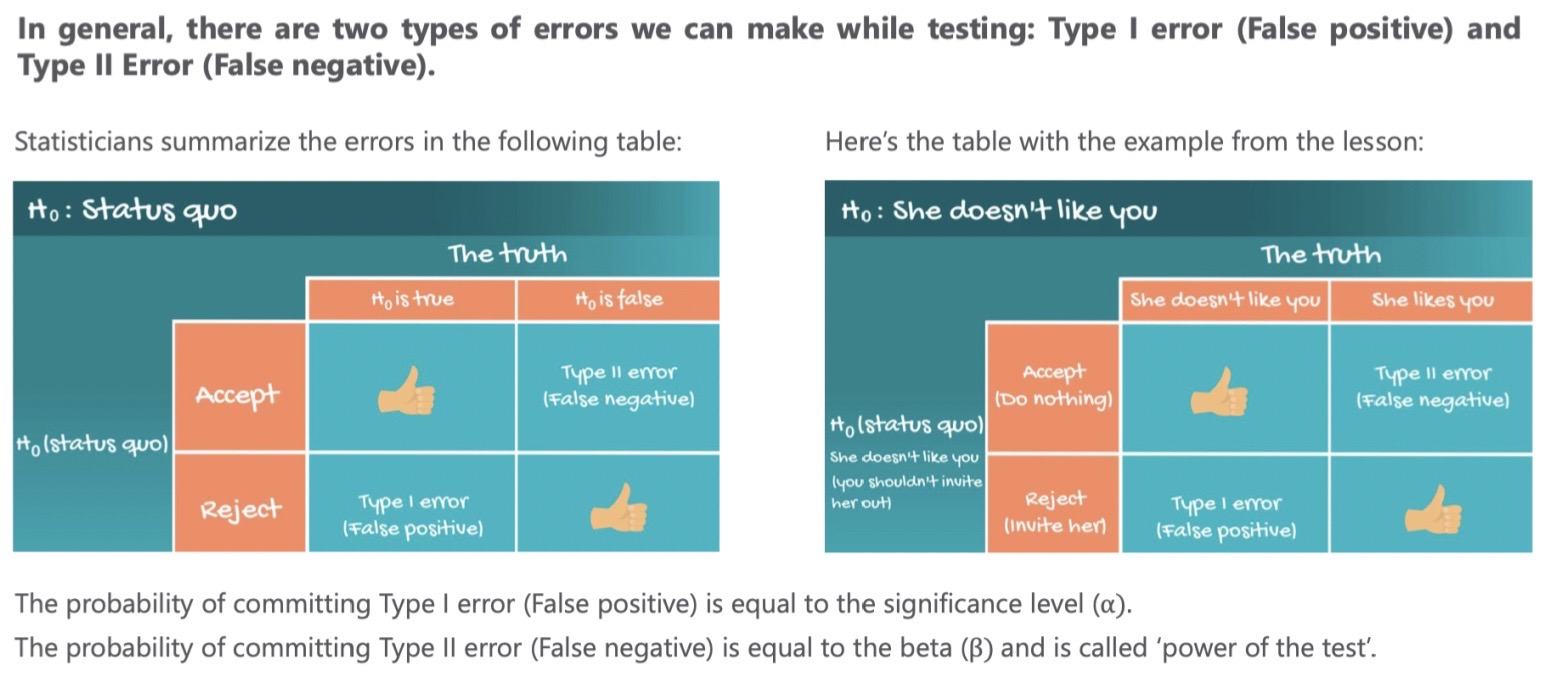 In general, there are two types of errors we can make while testing: Type I error (False positive) and
Type II Error (False negative).
Statisticians summarize the errors in the following table:
H₀: Status quo
The truth
H₀ is true
H₀ is false
Accept
Type II error
(False negative)
H₀ (status quo)
Reject
Type I error
(False positive)
Here's the table with the example from the lesson:
H₀: She doesn't like you
The truth
She doesn't like you
She likes you
Accept
(Do nothing)
Type II error
(False negative)
H₀ (status quo)
She doesn't like you
(you shouldn't invite
her out)
Reject
(Invite her)
Type I error
(False positive)
The probability of committing Type I error (False positive) is equal to the significance level (α).
The probability of committing Type II error (False negative) is equal to the beta (β) and is called ‘power of the test’.